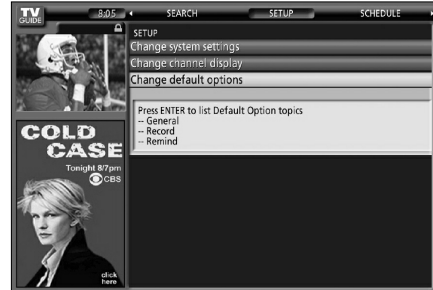 TV
GUIDE
8:05
SEARCH
SETUP
SCHEDULE
SETUP
Change system settings
Change channel display
Change default options
Press ENTER to list Default Option topics
-- General
-- Record
-- Remind
COLD
CASE
Tonight 8/7pm
CBS
click
here